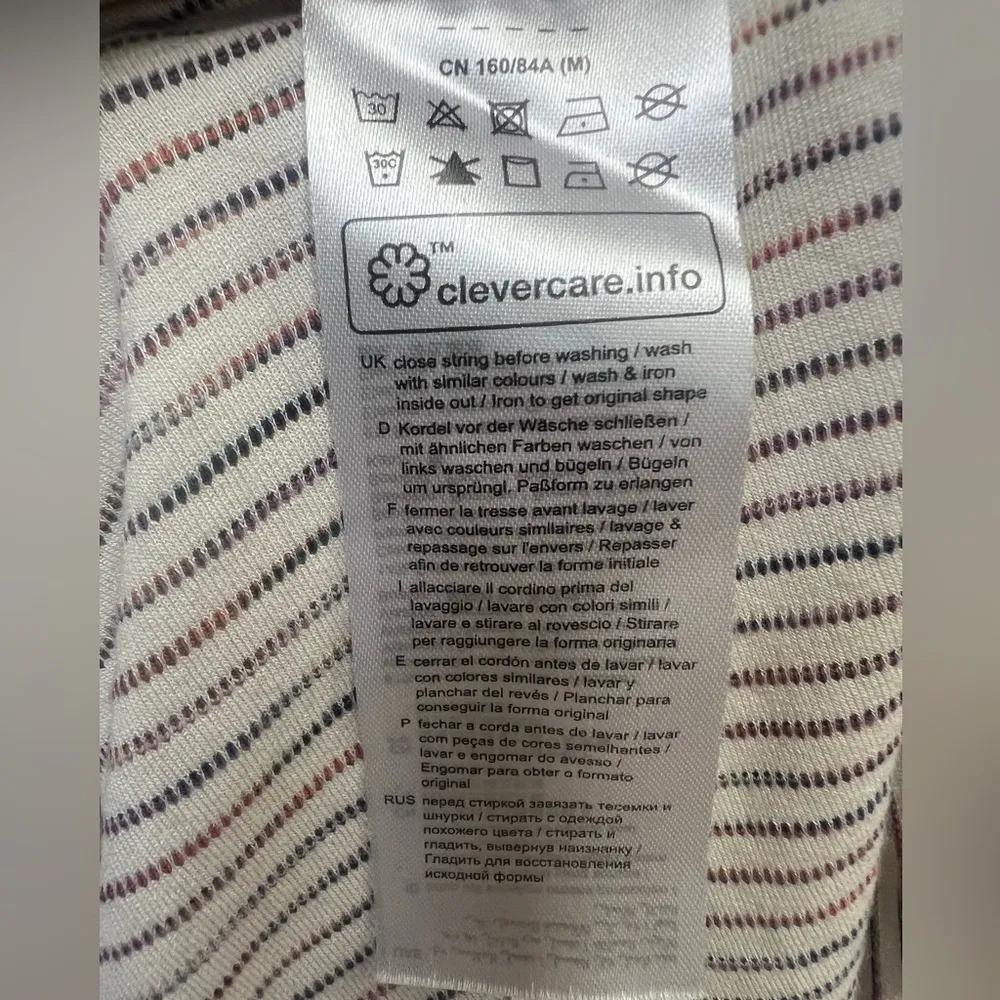 CN 160/84A (M)
30
30C
TM
clevercare.info
UK close string before washing / wash
with similar colours / wash & iron
inside out / Iron to get original shape
D Kordel vor der Wäsche schließen /
mit ähnlichen Farben waschen / von
links waschen und bügeln / Bügeln
um ursprüngl. Paßform zu erlangen
F fermer la tresse avant lavage / laver
avec couleurs similaires / lavage &
repassage sur l'envers / Repasser
afin de retrouver la forme initiale
I allacciare il cordino prima del
lavaggio / lavare con colori simili /
lavare e stirare al rovescio / Stirare
per raggiungere la forma originaria
E cerrar el cordón antes de lavar / lavar
con colores similares / lavar y
planchar del revés / Planchar para
conseguir la forma original
P fechar a corda antes do lavar / lavar
com peças de cores semelhantes /
lavar e engomar do avesso /
Engomar para obter o formato
original
RUS перед стиркой завязать тесемки и
шнурки / стирать с одеждой
похожего цвета / стирать и
гладить, вывернув наизнанку /
Гладить для восстановления
исходной формы